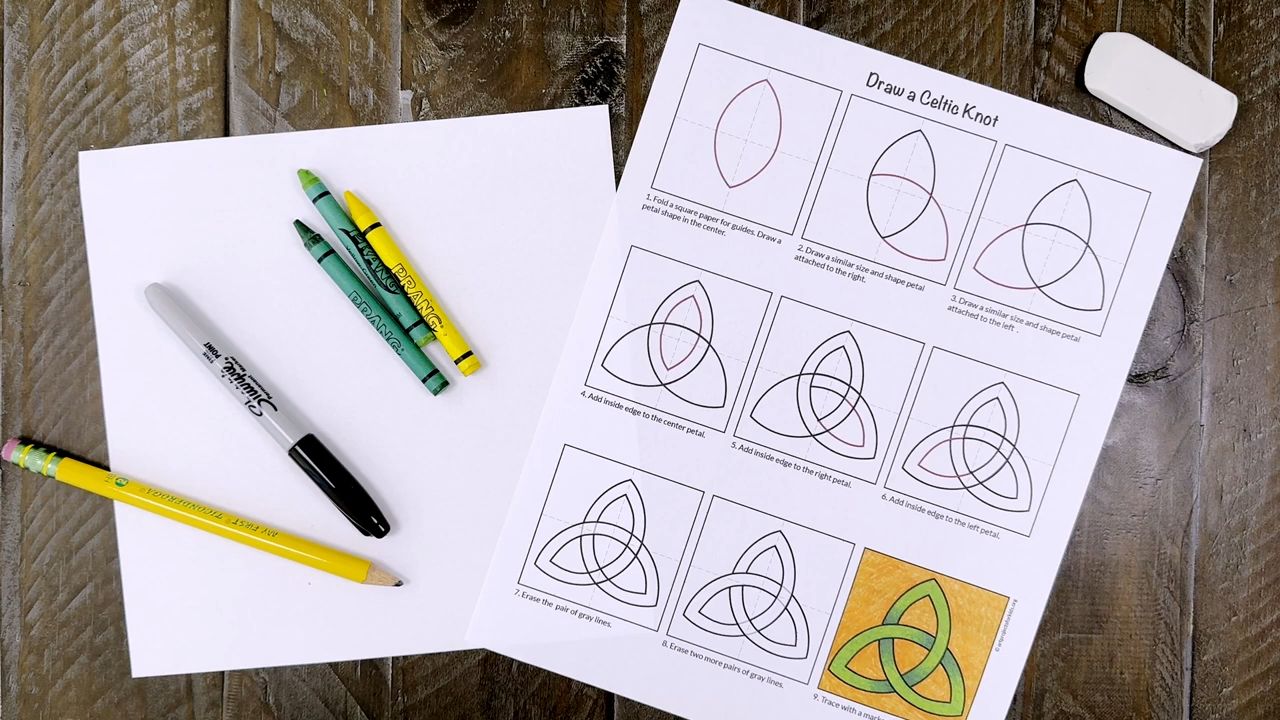 Draw a Celtic Knot
1. Fold a square paper for guides. Draw a
petal shape in the center.
2. Draw a similar size and shape petal
attached to the right.
3. Draw a similar size and shape petal
attached to the left .
4. Add inside edge to the center petal.
5. Add inside edge to the right petal.
6. Add inside edge to the left petal.
7. Erase the pair of gray lines.
8. Erase two more pairs of gray lines.
9. Trace with a
PRANG
PRANG
PRANG
FINE POINT
Sharpie
MY FIRST® TICONDEROGA®